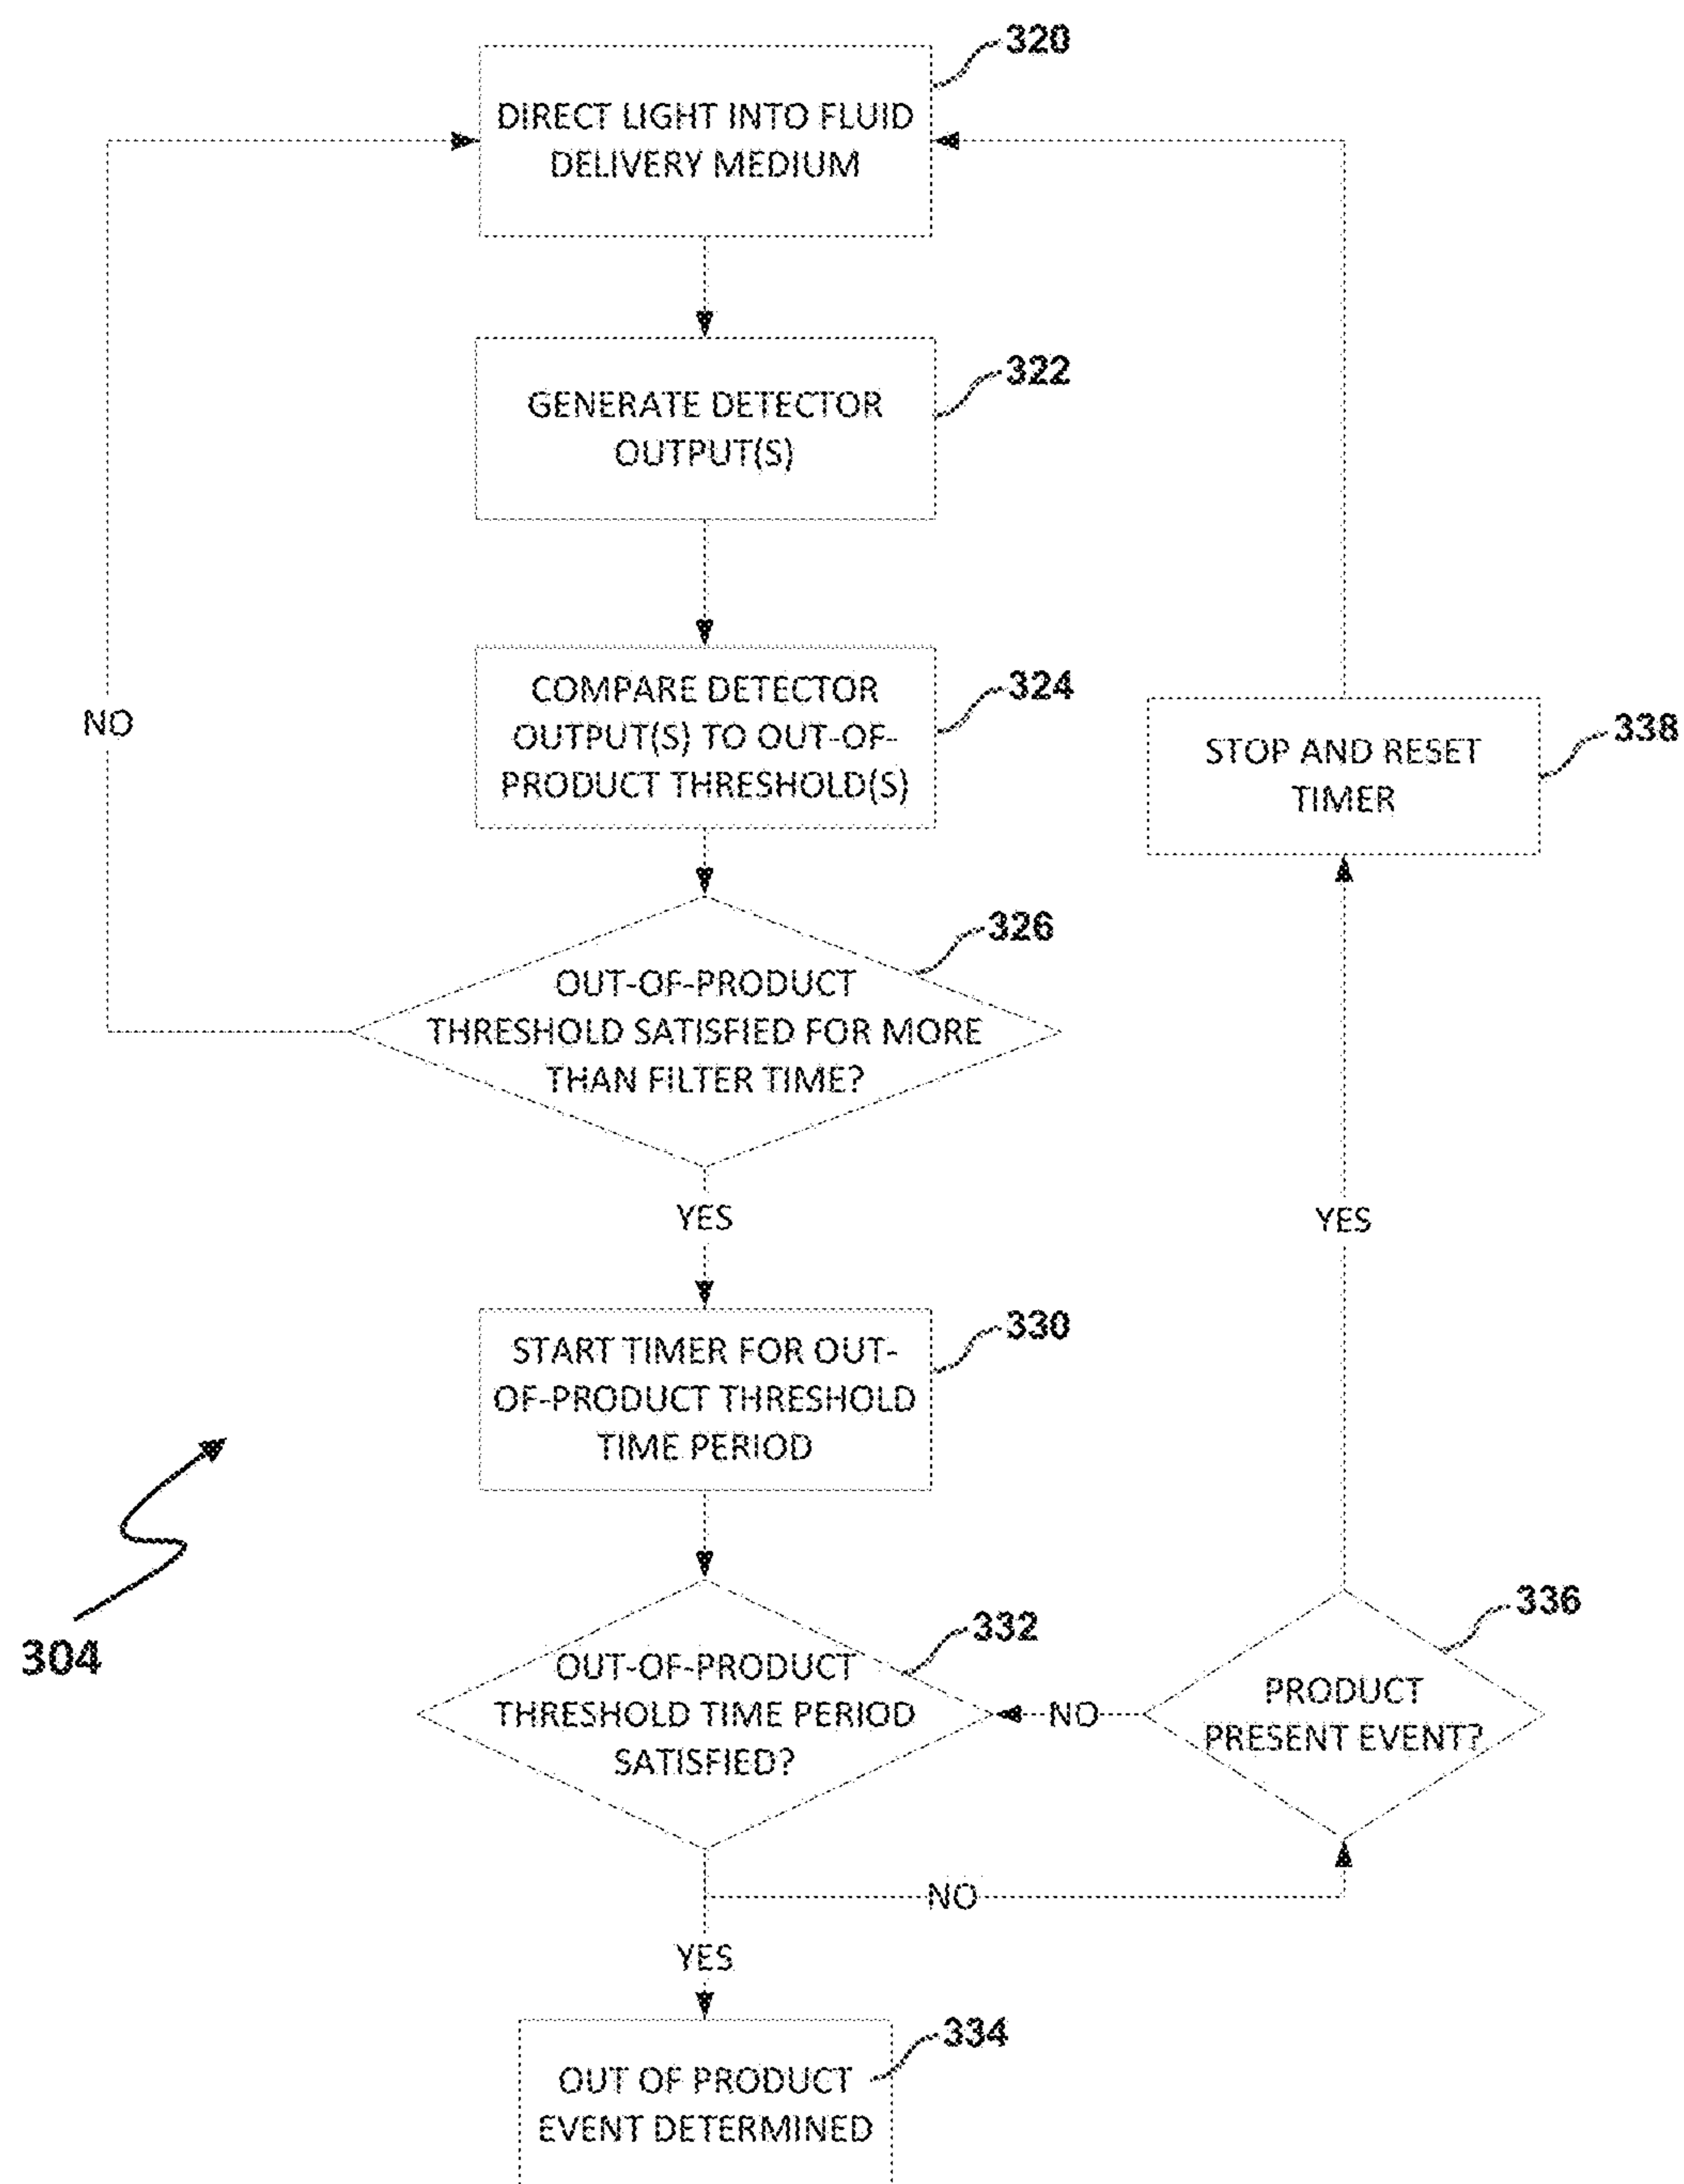 320
DIRECT LIGHT INTO FLUID
DELIVERY MEDIUM
322
GENERATE DETECTOR
OUTPUT(S)
324
COMPARE DETECTOR
OUTPUT(S) TO OUT-OF-
PRODUCT THRESHOLD(S)
338
STOP AND RESET
TIMER
NO
326
OUT-OF-PRODUCT
THRESHOLD SATISFIED FOR MORE
THAN FILTER TIME?
YES
YES
330
START TIMER FOR OUT-
OF-PRODUCT THRESHOLD
TIME PERIOD
304
332
OUT-OF-PRODUCT
THRESHOLD TIME PERIOD
SATISFIED?
NO
336
PRODUCT
PRESENT EVENT?
NO
YES
334
OUT OF PRODUCT
EVENT DETERMINED